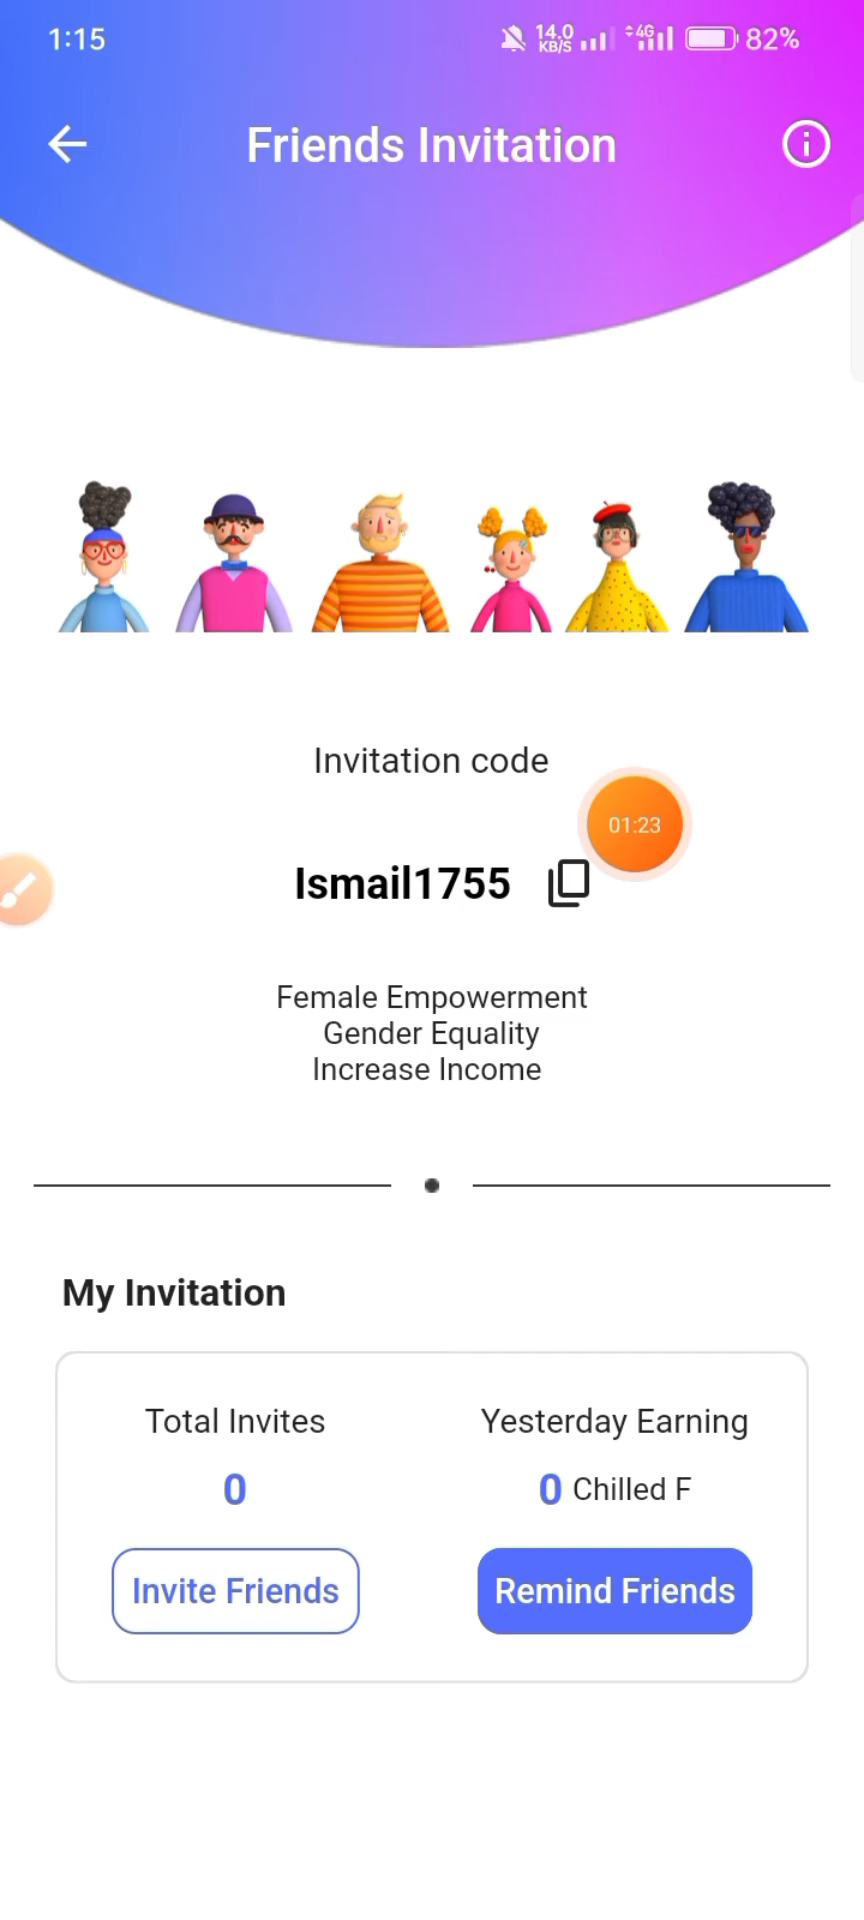 1:15
14.0
KB/S
4G
82%
Friends Invitation
Invitation code
01:23
Ismail1755
Female Empowerment
Gender Equality
Increase Income
My Invitation
Total Invites
Yesterday Earning
0
0 Chilled F
Invite Friends
Remind Friends